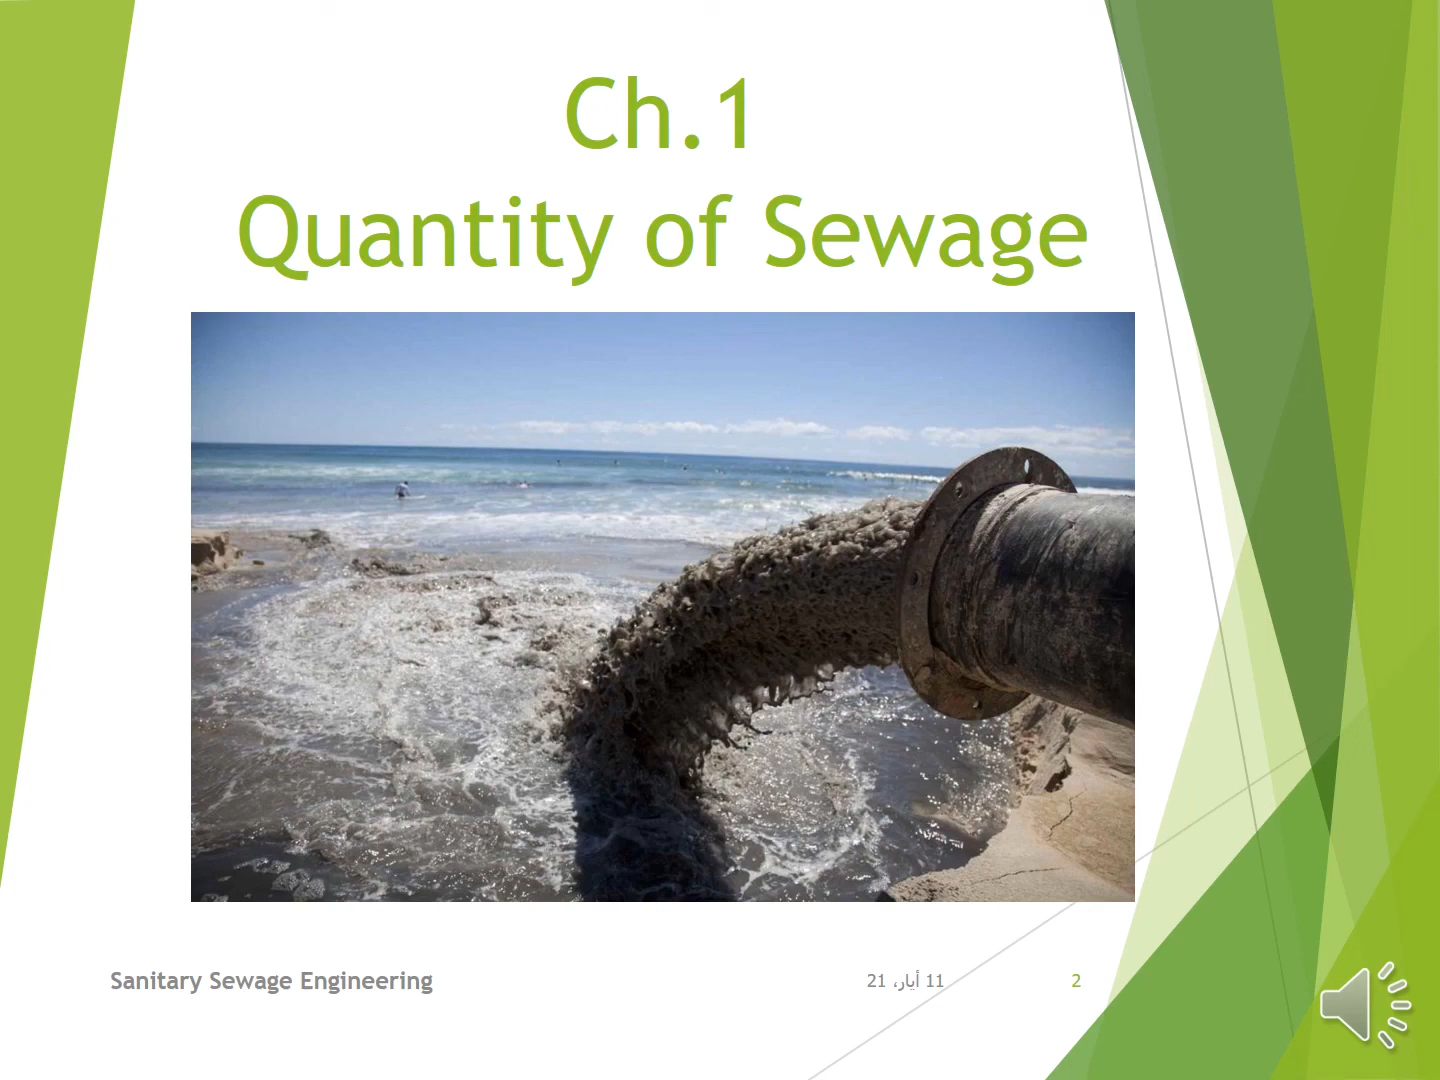 Ch.1
Quantity of Sewage
Sanitary Sewage Engineering
11 أيار، 21
2